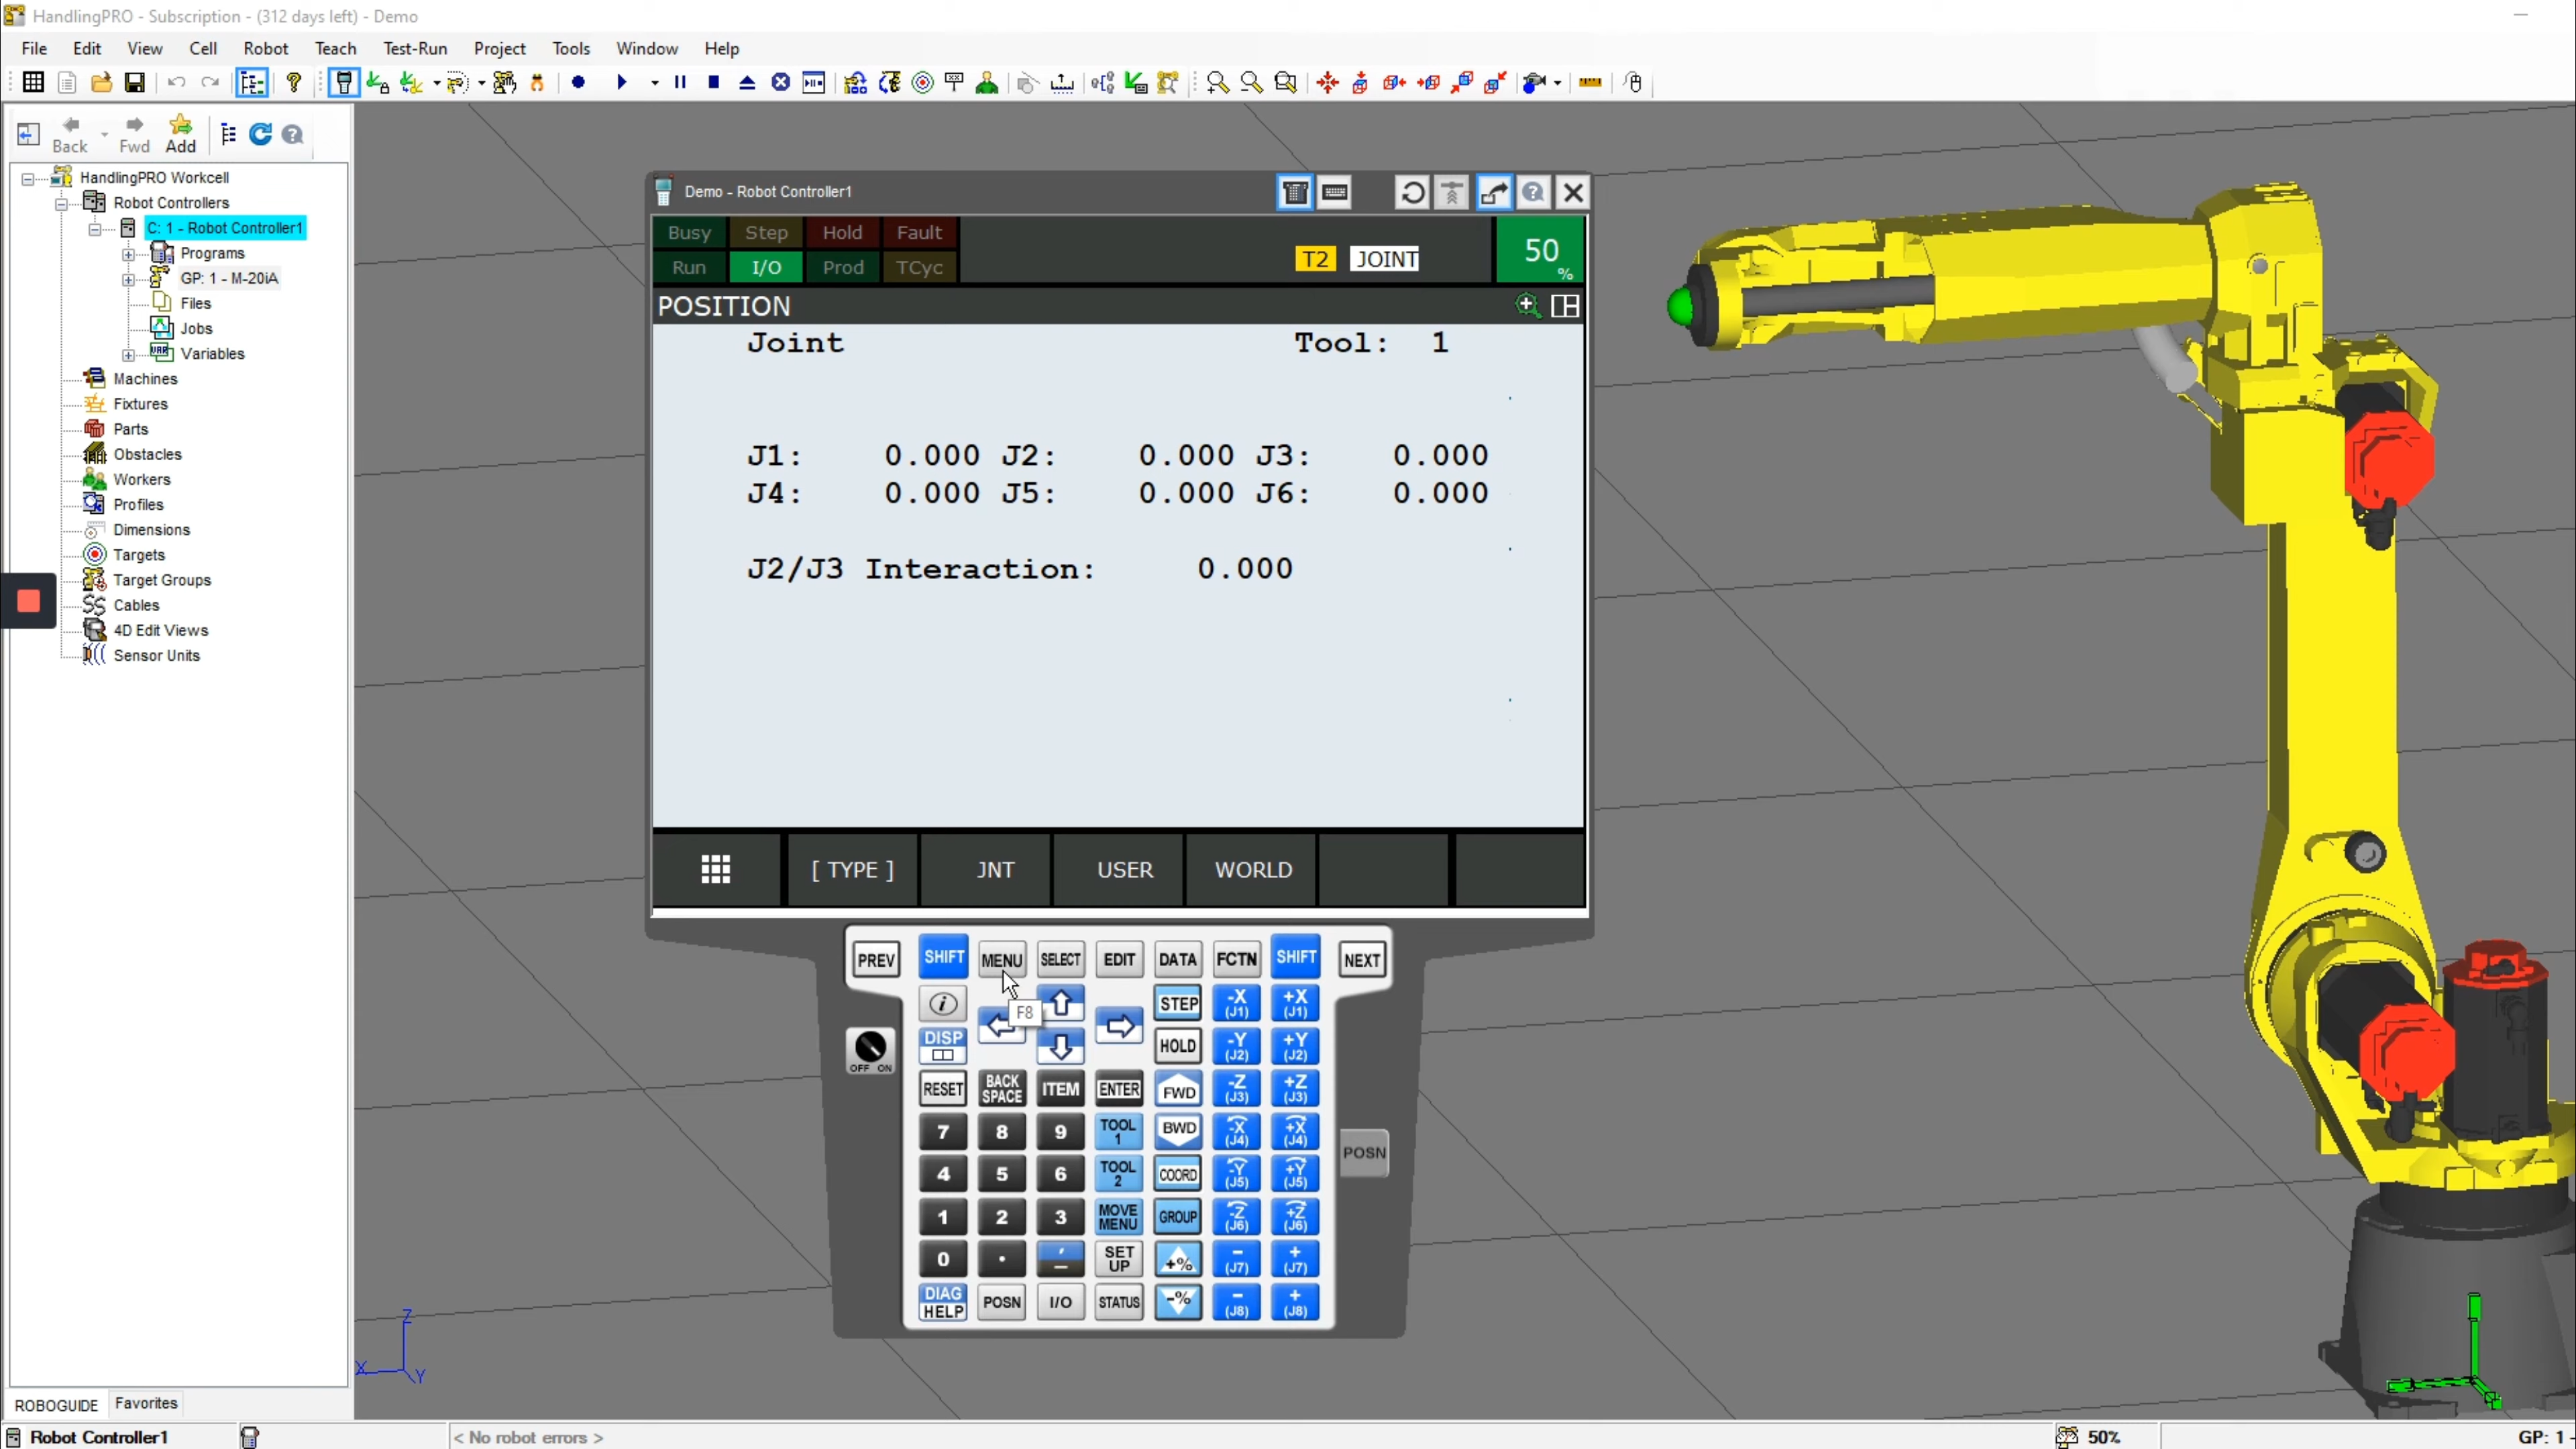 HandlingPRO - Subscription - (312 days left) - Demo
File Edit View Cell Robot Teach Test-Run Project Tools Window Help
Back Fwd Add
HandlingPRO Workcell
Robot Controllers
C: 1 - Robot Controller1
Programs
GP: 1 - M-20iA
Files
Jobs
Variables
Machines
Fixtures
Parts
Obstacles
Workers
Profiles
Dimensions
Targets
Target Groups
Cables
4D Edit Views
Sensor Units
ROBOGUIDE Favorites
Demo - Robot Controller1
Busy Step Hold Fault
Run I/O Prod TCyc
T2 JOINT
50 %
POSITION
Joint Tool: 1
J1: 0.000 J2: 0.000 J3: 0.000
J4: 0.000 J5: 0.000 J6: 0.000
J2/J3 Interaction: 0.000
[ TYPE ] JNT USER WORLD
PREV SHIFT MENU SELECT EDIT DATA FCTN SHIFT NEXT
i STEP -X (J1) +X (J1)
F8
DISP HOLD -Y (J2) +Y (J2)
OFF ON
RESET BACK SPACE ITEM ENTER FWD -Z (J3) +Z (J3)
7 8 9 TOOL 1 BWD -X (J4) +X (J4)
POSN
4 5 6 TOOL 2 COORD -Y (J5) +Y (J5)
1 2 3 MOVE MENU GROUP -Z (J6) +Z (J6)
0 . , - SET UP +% - (J7) + (J7)
DIAG HELP POSN I/O STATUS -% - (J8) + (J8)
Z
X
Y
Robot Controller1 < No robot errors > 50% GP: 1 -